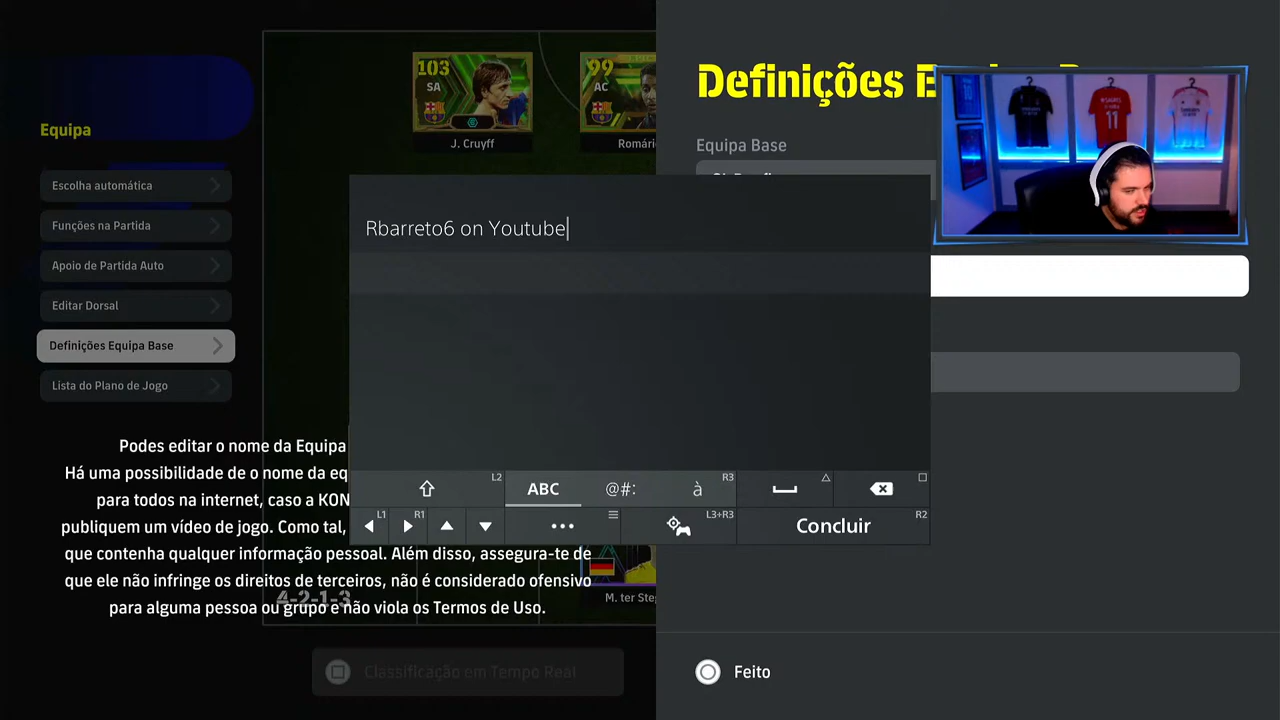 Equipa
Escolha automática
Funções na Partida
Apoio de Partida Auto
Editar Dorsal
Definições Equipa Base
Lista do Plano de Jogo
103
SA
J. Cruyff
99
AC
Romári
Definições E
Equipa Base
Rbarreto6 on Youtube
L2
ABC
@#:
à
R3
L1
R1
L3+R3
Concluir
R2
Podes editar o nome da Equipa
Há uma possibilidade de o nome da eq
para todos na internet, caso a KON
publiquem um vídeo de jogo. Como tal,
que contenha qualquer informação pessoal. Além disso, assegura-te de
que ele não infringe os direitos de terceiros, não é considerado ofensivo
para alguma pessoa ou grupo e não viola os Termos de Uso.
4-2-1-3
M. ter Ste
Classificação em Tempo Real
Feito
11